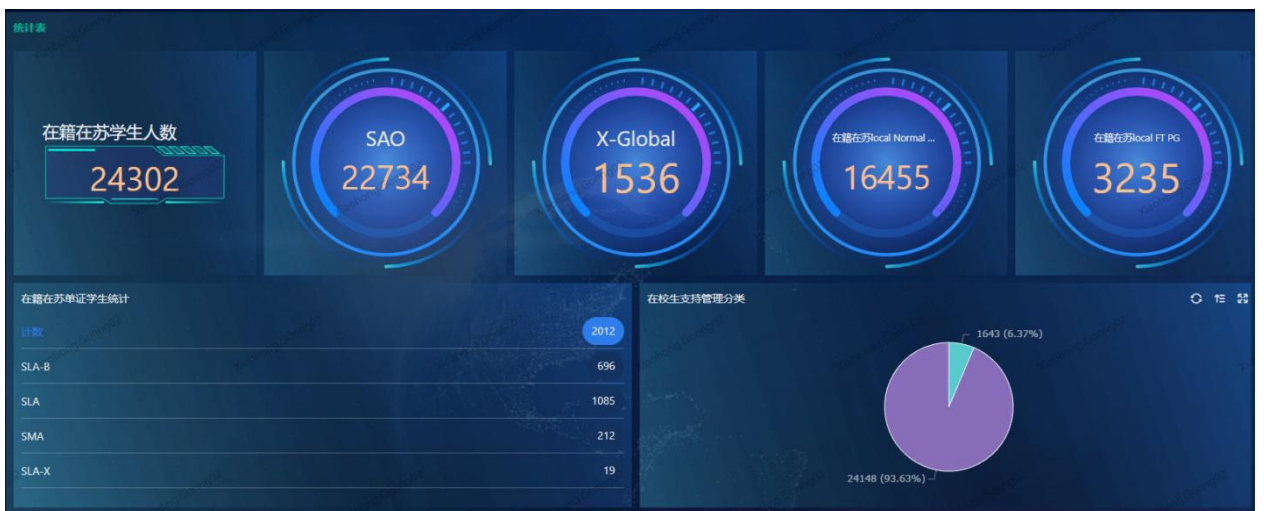 统计表
在籍在苏学生人数
24302
SAO
22734
X-Global
1536
在籍在苏local Normal ...
16455
在籍在苏local FT PG
3235
在籍在苏单证学生统计
计数 2012
SLA-B 696
SLA 1085
SMA 212
SLA-X 19
在校生支持管理分类
1643 (6.37%)
24148 (93.63%)